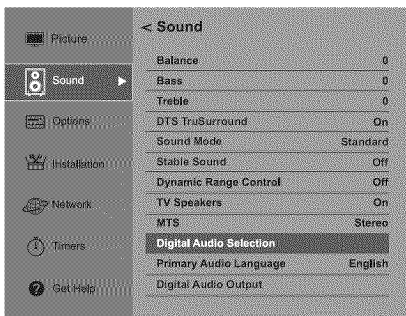 Picture
Sound
Options
Installation
Network
Timers
Get Help
< Sound
Balance 0
Bass 0
Treble 0
DTS TruSurround On
Sound Mode Standard
Stable Sound Off
Dynamic Range Control Off
TV Speakers On
MTS Stereo
Digital Audio Selection
Primary Audio Language English
Digital Audio Output